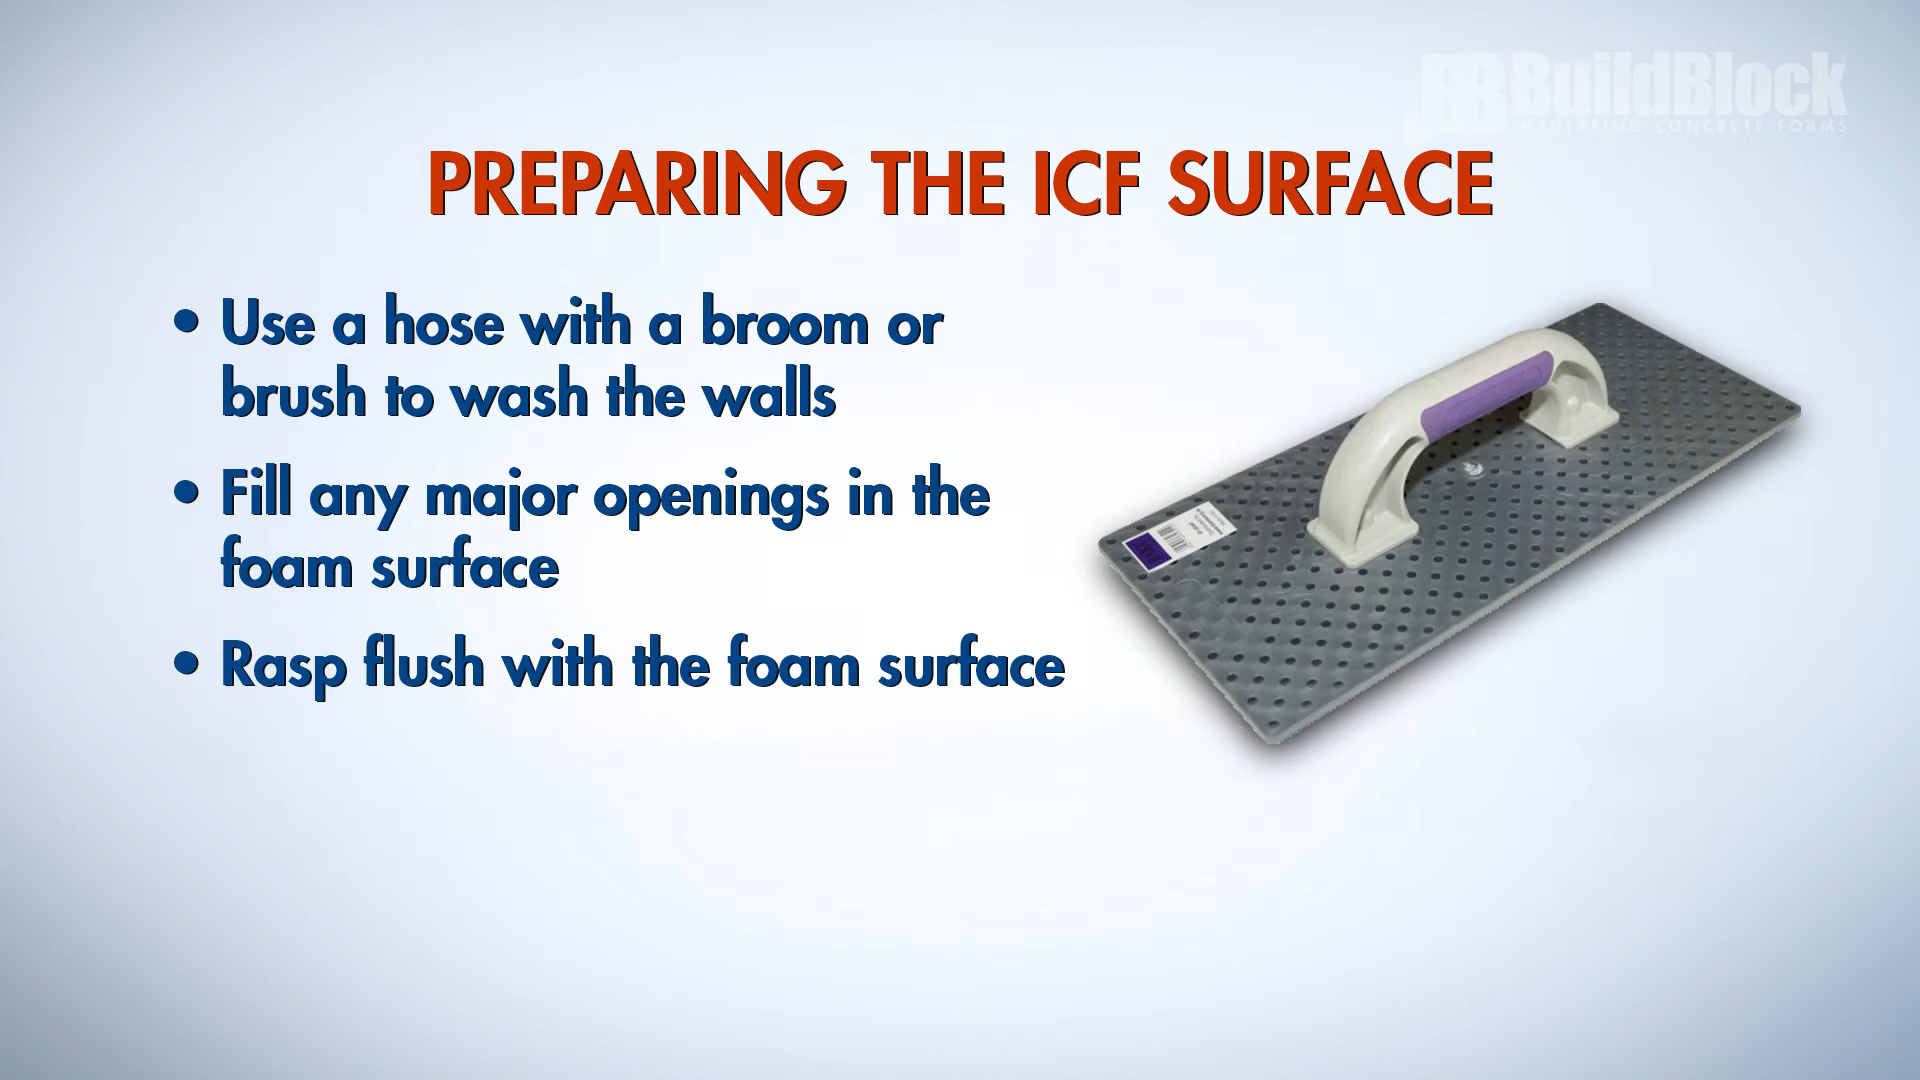 BuildBlock
INSULATING CONCRETE FORMS
PREPARING THE ICF SURFACE
• Use a hose with a broom or
brush to wash the walls
• Fill any major openings in the
foam surface
• Rasp flush with the foam surface